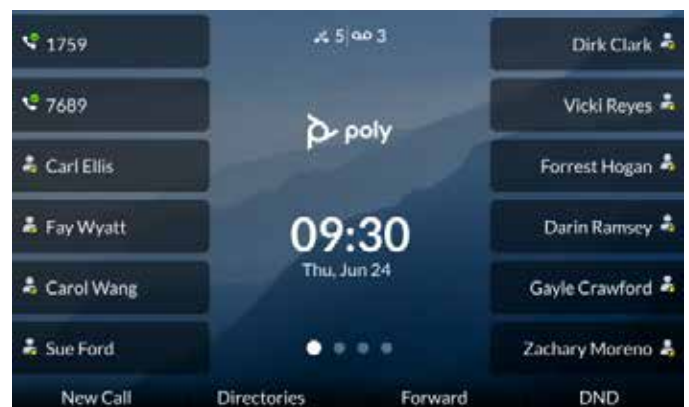 1759
7689
Carl Ellis
Fay Wyatt
Carol Wang
Sue Ford
5 3
poly
09:30
Thu, Jun 24
Dirk Clark
Vicki Reyes
Forrest Hogan
Darin Ramsey
Gayle Crawford
Zachary Moreno
New Call Directories Forward DND